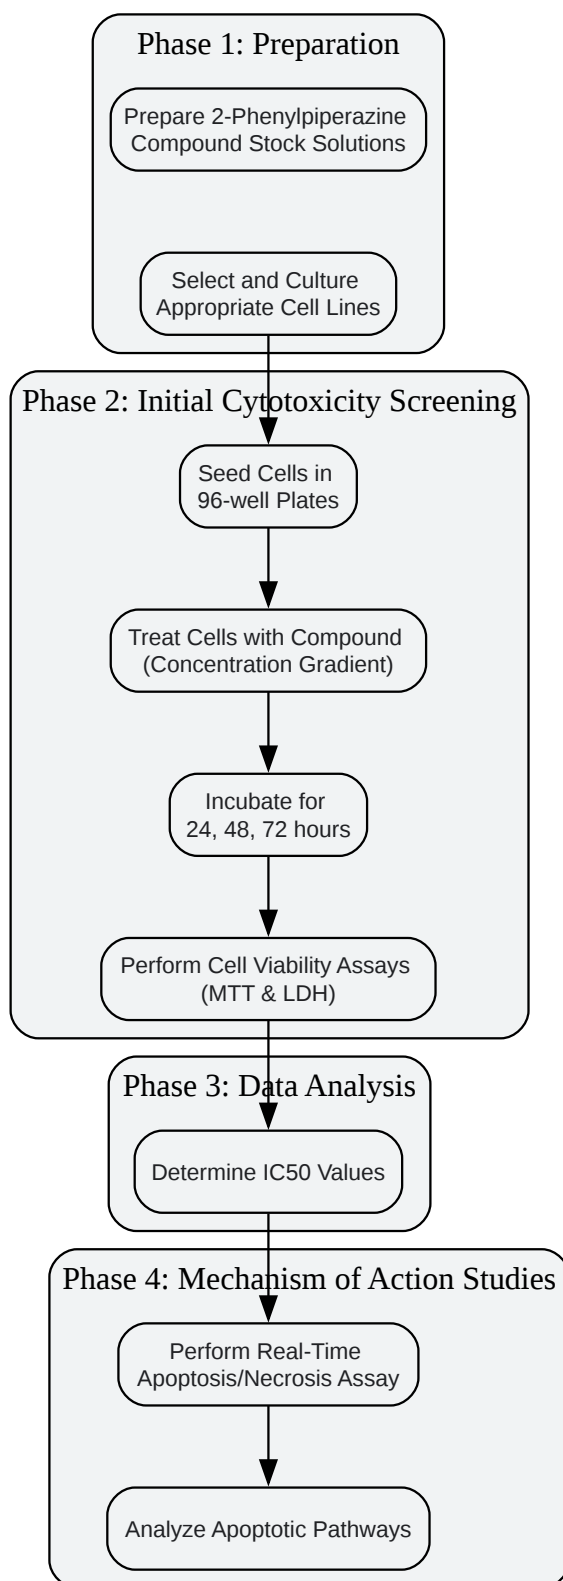 Phase 1: Preparation
Prepare 2-Phenylpiperazine
Compound Stock Solutions
Select and Culture
Appropriate Cell Lines
Phase 2: Initial Cytotoxicity Screening
Seed Cells in
96-well Plates
Treat Cells with Compound
(Concentration Gradient)
Incubate for
24, 48, 72 hours
Perform Cell Viability Assays
(MTT & LDH)
Phase 3: Data Analysis
Determine IC50 Values
Phase 4: Mechanism of Action Studies
Perform Real-Time
Apoptosis/Necrosis Assay
Analyze Apoptotic Pathways